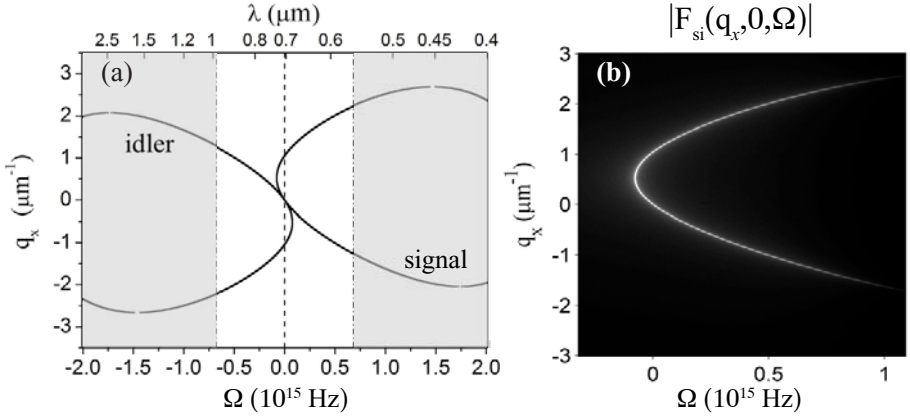 λ (μm)
2.5 1.5 1.2 1 0.8 0.7 0.6 0.5 0.45 0.4
(a)
3
2
1
0
-1
-2
-3
q_x (μm⁻¹)
idler
signal
-2.0 -1.5 -1.0 -0.5 0.0 0.5 1.0 1.5 2.0
Ω (10¹⁵ Hz)
|F_si(q_x,0,Ω)|
(b)
3
2
1
0
-1
-2
-3
q_x (μm⁻¹)
0 0.5 1
Ω (10¹⁵ Hz)